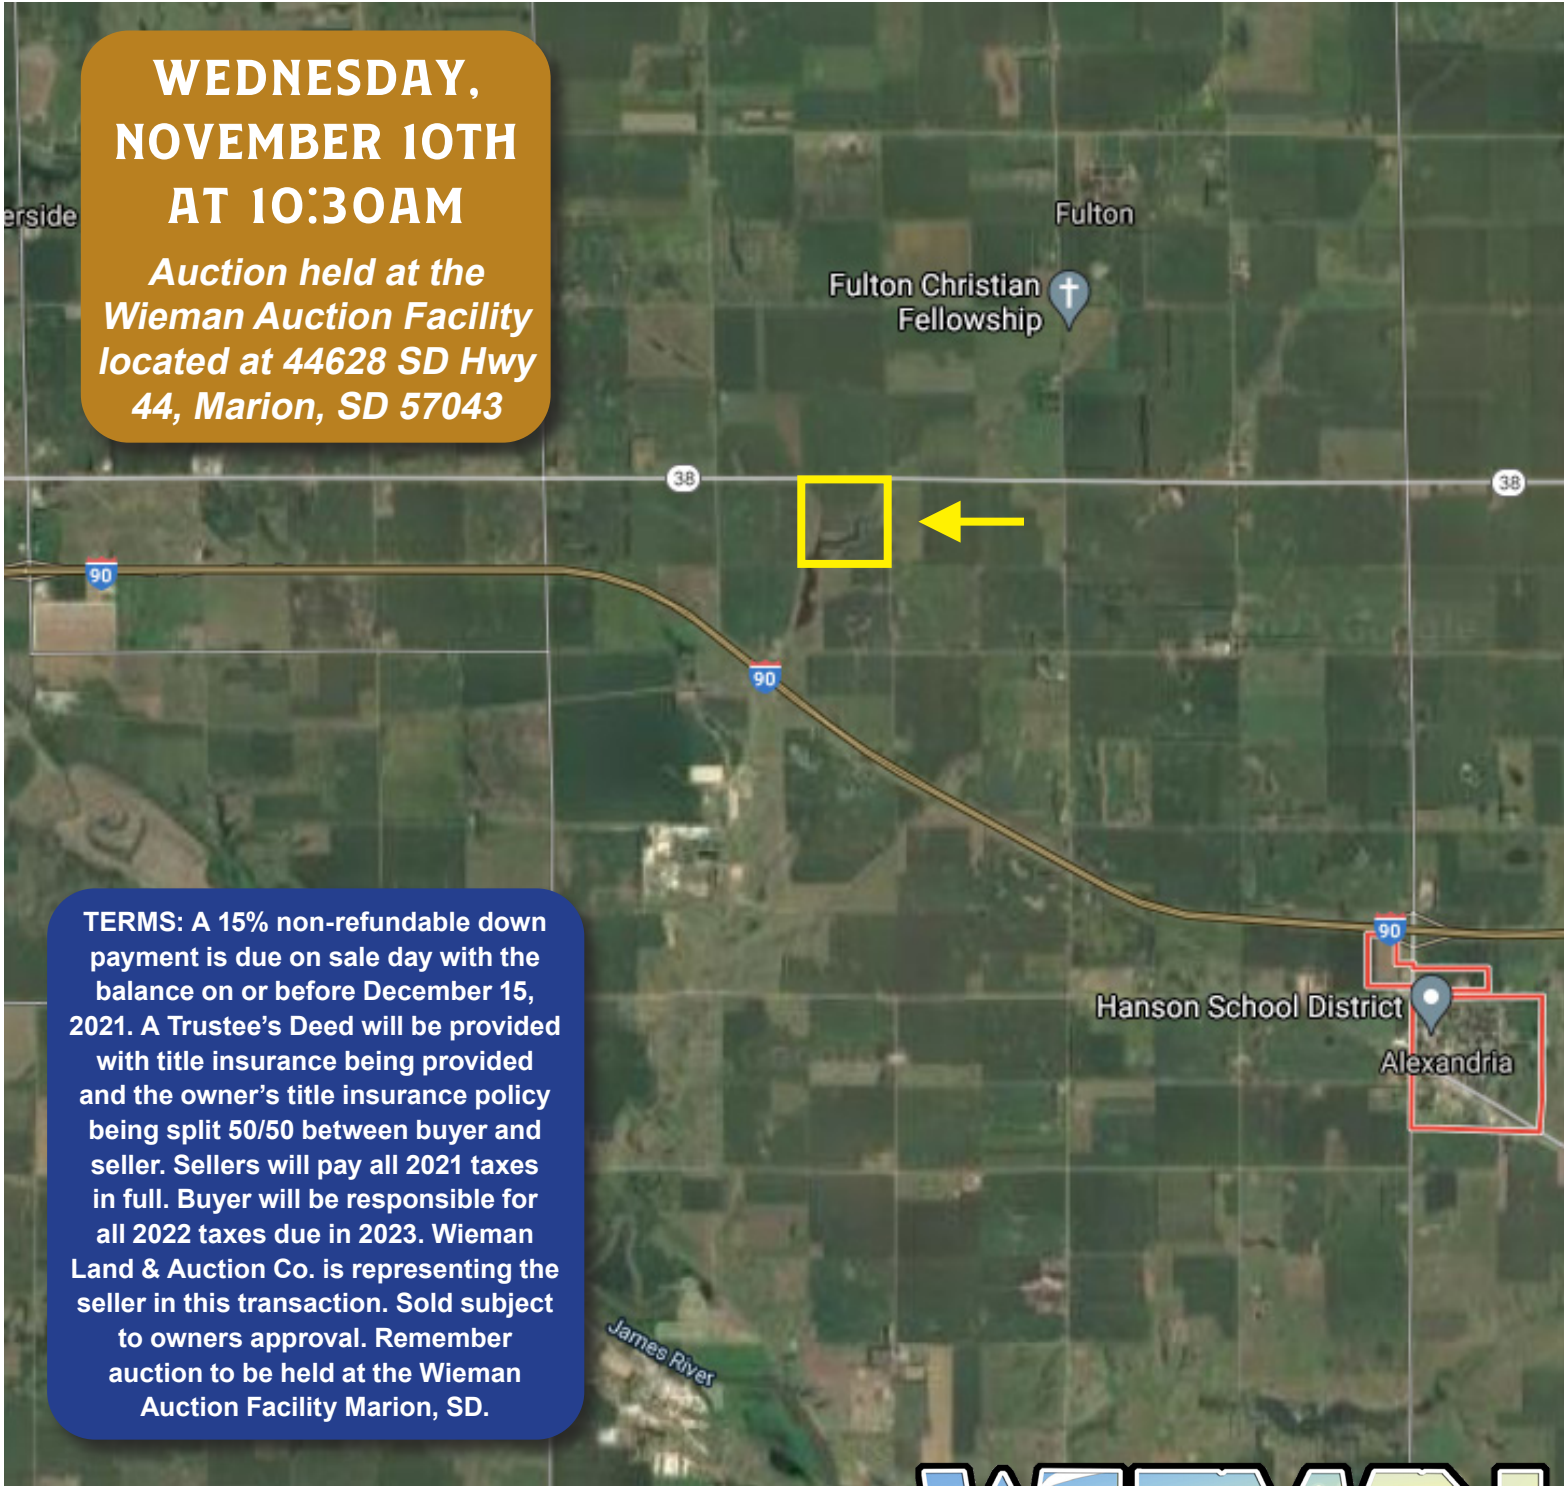 WEDNESDAY,
NOVEMBER 10TH
AT 10:30AM
Auction held at the
Wieman Auction Facility
located at 44628 SD Hwy
44, Marion, SD 57043
erside
Fulton
Fulton Christian
Fellowship
38
38
90
90
90
Hanson School District
Alexandria
TERMS: A 15% non-refundable down
payment is due on sale day with the
balance on or before December 15,
2021. A Trustee’s Deed will be provided
with title insurance being provided
and the owner’s title insurance policy
being split 50/50 between buyer and
seller. Sellers will pay all 2021 taxes
in full. Buyer will be responsible for
all 2022 taxes due in 2023. Wieman
Land & Auction Co. is representing the
seller in this transaction. Sold subject
to owners approval. Remember
auction to be held at the Wieman
Auction Facility Marion, SD.
James River